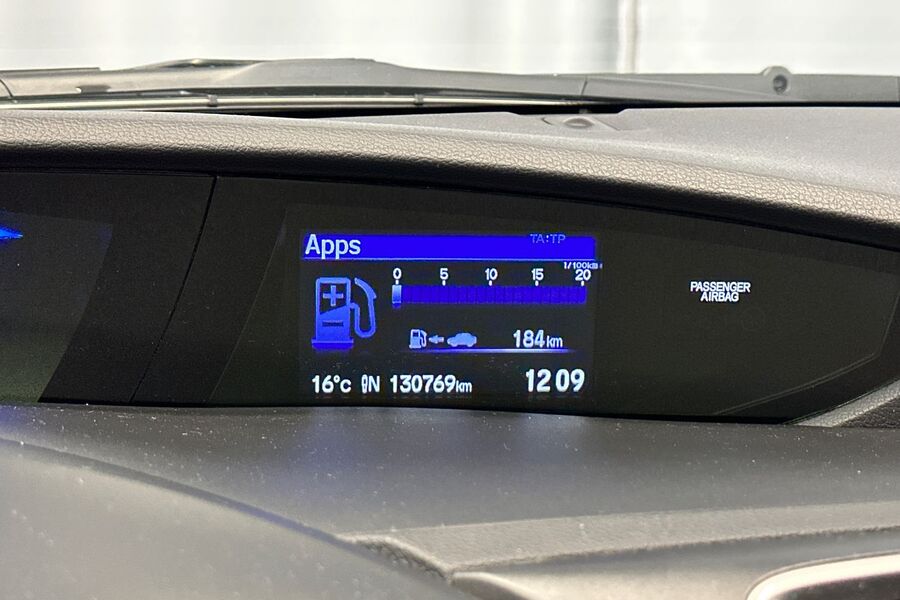 Apps TA:TP
l/100km
0 5 10 15 20
184km
16°C N 130769km 12 09
PASSENGER
AIRBAG